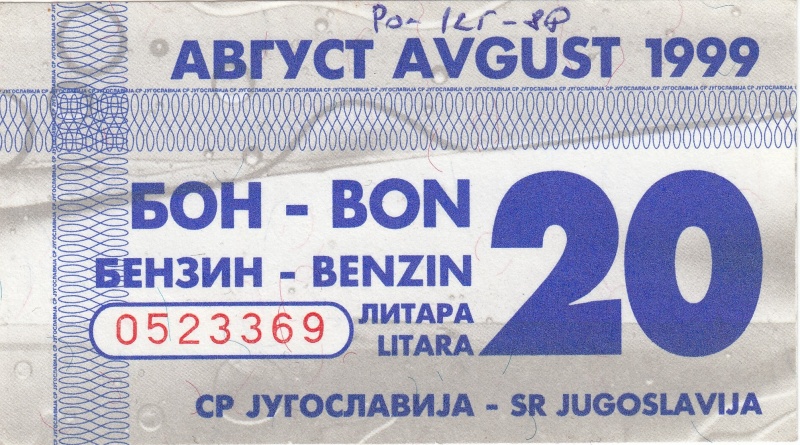 АВГУСТ AVGUST 1999
БОН - BON 20
БЕНЗИН - BENZIN
ЛИТАРА
0523369
LITARA
СР ЈУГОСЛАВИЈА - SR JUGOSLAVIJA